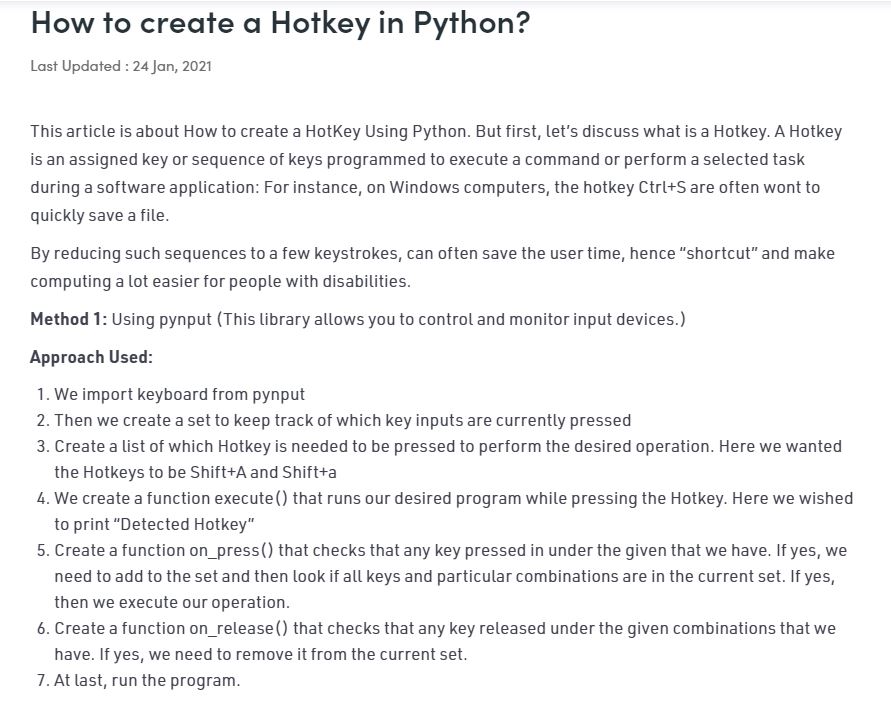 How to create a Hotkey in Python?
Last Updated : 24 Jan, 2021
This article is about How to create a HotKey Using Python. But first, let's discuss what is a Hotkey. A Hotkey
is an assigned key or sequence of keys programmed to execute a command or perform a selected task
during a software application: For instance, on Windows computers, the hotkey Ctrl+S are often wont to
quickly save a file.
By reducing such sequences to a few keystrokes, can often save the user time, hence “shortcut” and make
computing a lot easier for people with disabilities.
Method 1: Using pynput (This library allows you to control and monitor input devices.)
Approach Used:
1. We import keyboard from pynput
2. Then we create a set to keep track of which key inputs are currently pressed
3. Create a list of which Hotkey is needed to be pressed to perform the desired operation. Here we wanted
the Hotkeys to be Shift+A and Shift+a
4. We create a function execute() that runs our desired program while pressing the Hotkey. Here we wished
to print “Detected Hotkey”
5. Create a function on_press() that checks that any key pressed in under the given that we have. If yes, we
need to add to the set and then look if all keys and particular combinations are in the current set. If yes,
then we execute our operation.
6. Create a function on_release() that checks that any key released under the given combinations that we
have. If yes, we need to remove it from the current set.
7. At last, run the program.